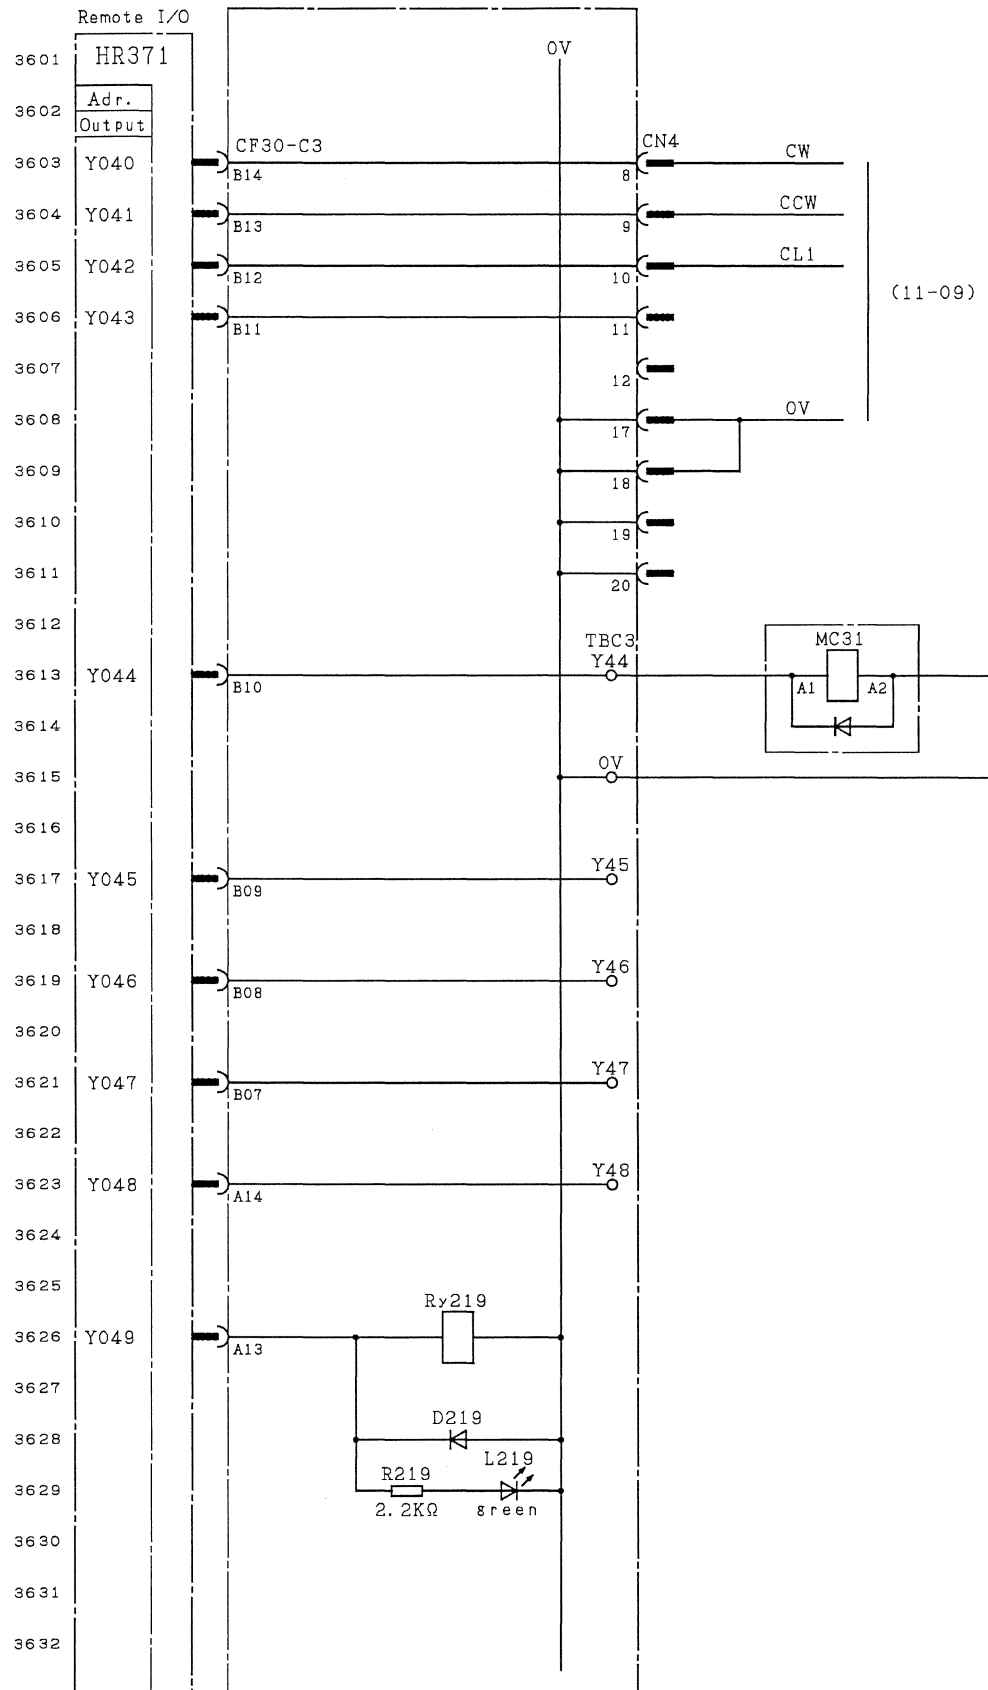 Remote I/O
3601 HR371 0V
Adr.
3602
Output
CF30-C3 CN4
3603 Y040 B14 8 CW
3604 Y041 B13 9 CCW
3605 Y042 B12 10 CL1
(11-09)
3606 Y043 B11 11
3607 12
3608 17 0V
3609 18
3610 19
3611 20
3612
TBC3 MC31
3613 Y044 B10 Y44 A1 A2
3614
3615 0V
3616
3617 Y045 B09 Y45
3618
3619 Y046 B08 Y46
3620
3621 Y047 B07 Y47
3622
3623 Y048 A14 Y48
3624
3625
Ry219
3626 Y049 A13
3627
D219
3628
L219
R219
3629
2.2KΩ green
3630
3631
3632